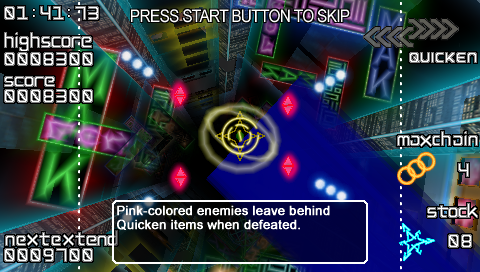 01:41:73
PRESS START BUTTON TO SKIP
highscore
0008300
QUICKEN
score
0008300
maxchain
4
stock
08
Pink-colored enemies leave behind
Quicken items when defeated.
nextextend
0009700